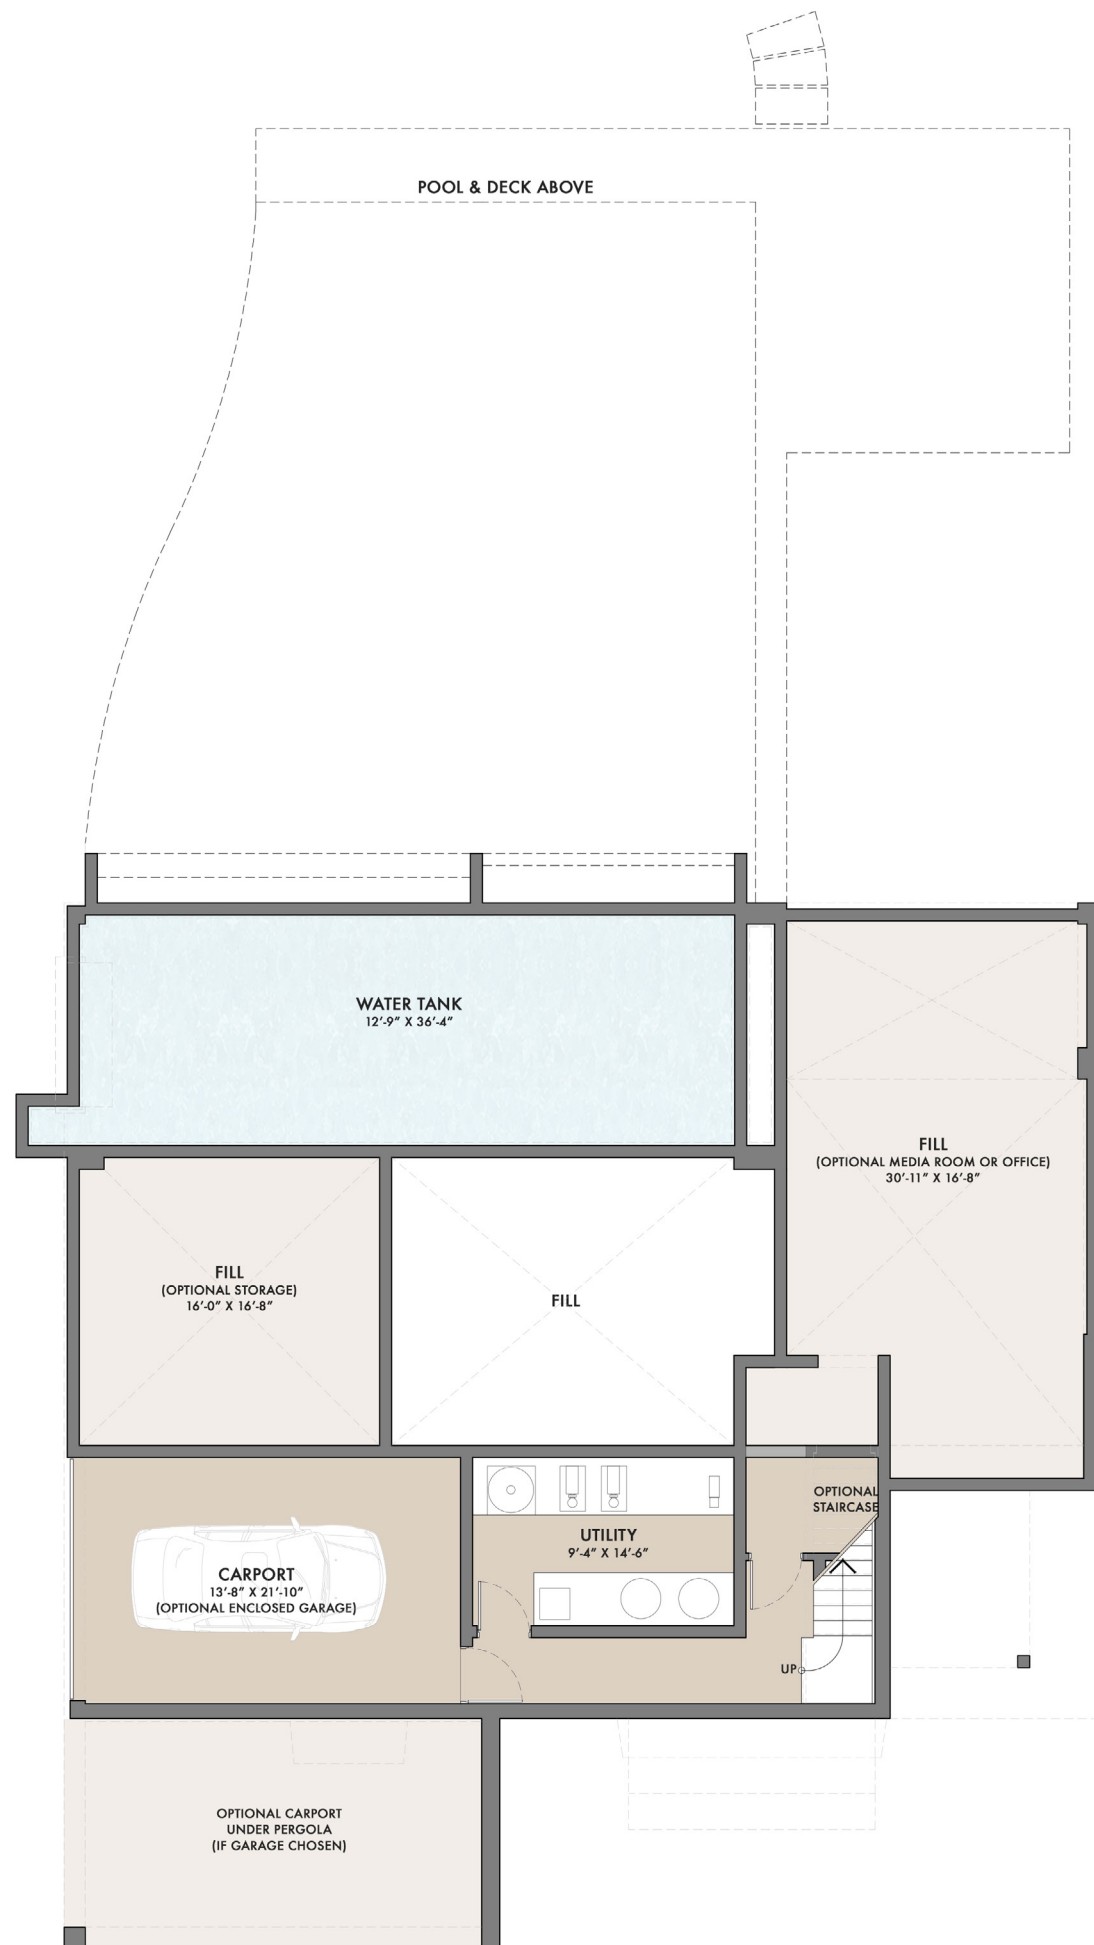 POOL & DECK ABOVE
WATER TANK
12’-9” X 36’-4”
FILL
(OPTIONAL MEDIA ROOM OR OFFICE)
30’-11” X 16’-8”
FILL
(OPTIONAL STORAGE)
16’-0” X 16’-8”
FILL
OPTIONAL
STAIRCASE
UTILITY
9’-4” X 14’-6”
CARPORT
13’-8” X 21’-10”
(OPTIONAL ENCLOSED GARAGE)
UP
OPTIONAL CARPORT
UNDER PERGOLA
(IF GARAGE CHOSEN)